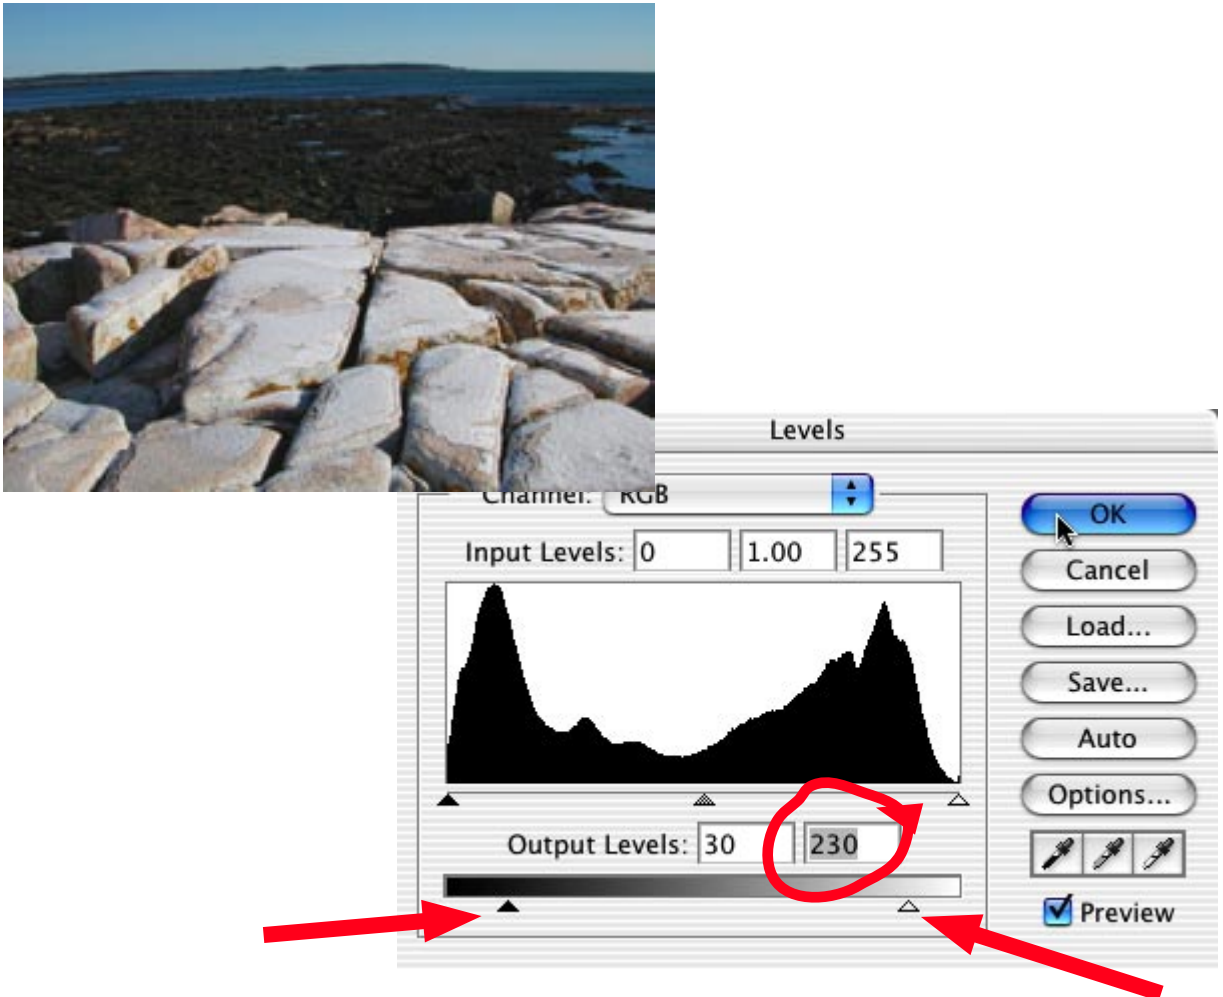 Levels
Channel: RGB
Input Levels: 0 1.00 255
Output Levels: 30 230
OK
Cancel
Load...
Save...
Auto
Options...
Preview